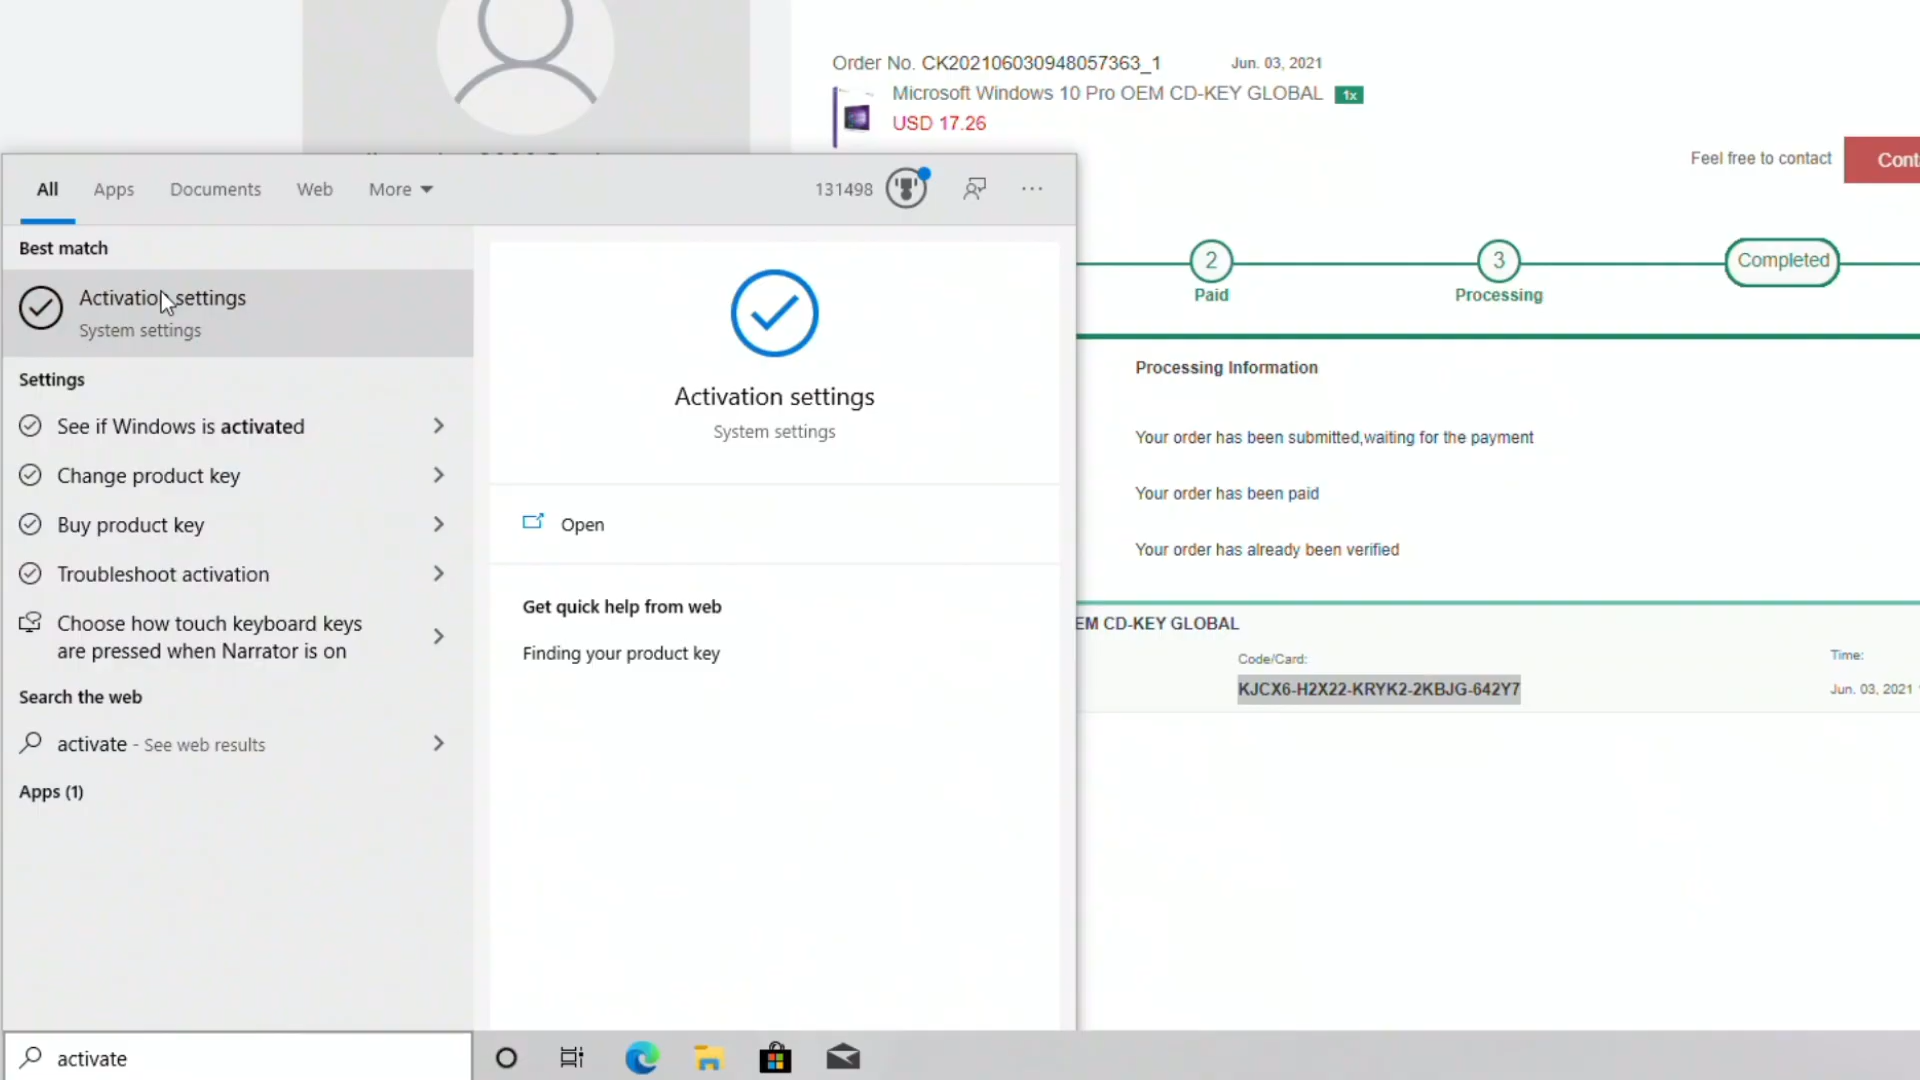 Order No. CK202106030948057363_1 Jun. 03, 2021
Microsoft Windows 10 Pro OEM CD-KEY GLOBAL 1x
USD 17.26
Feel free to contact
All Apps Documents Web More 131498
Best match
Activation settings
System settings
Settings
See if Windows is activated
Change product key
Buy product key
Troubleshoot activation
Choose how touch keyboard keys
are pressed when Narrator is on
Search the web
activate - See web results
Apps (1)
Activation settings
System settings
Open
Get quick help from web
Finding your product key
2 3 Completed
Paid Processing
Processing Information
Your order has been submitted,waiting for the payment
Your order has been paid
Your order has already been verified
CD-KEY GLOBAL
Code/Card: Time:
KJCX6-H2X22-KRYK2-2KBJG-642Y7 Jun. 03, 2021
activate